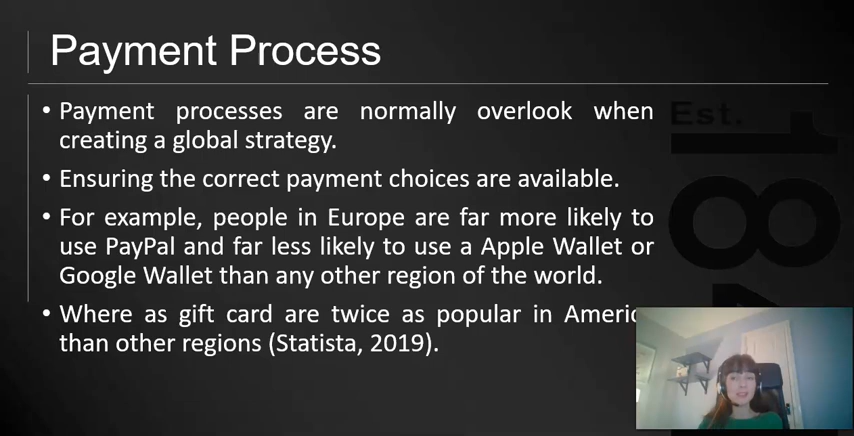 Payment Process
• Payment processes are normally overlook when
creating a global strategy.
• Ensuring the correct payment choices are available.
• For example, people in Europe are far more likely to
use PayPal and far less likely to use a Apple Wallet or
Google Wallet than any other region of the world.
• Where as gift card are twice as popular in Americ
than other regions (Statista, 2019).
Est.